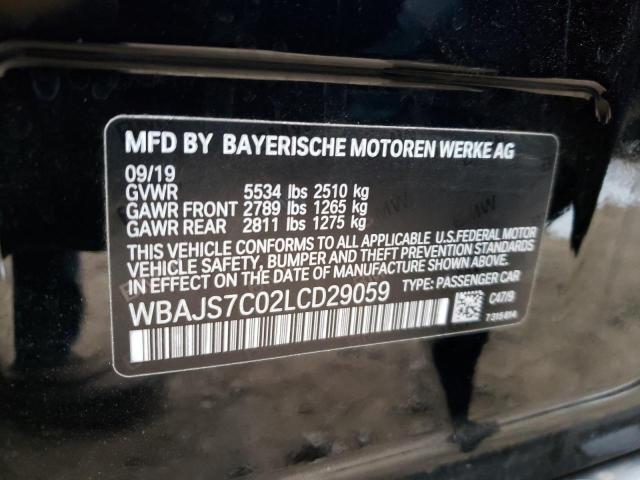 MFD BY BAYERISCHE MOTOREN WERKE AG
09/19
GVWR 5534 lbs 2510 kg
GAWR FRONT 2789 lbs 1265 kg
GAWR REAR 2811 lbs 1275 kg
THIS VEHICLE CONFORMS TO ALL APPLICABLE U.S.FEDERAL MOTOR
VEHICLE SAFETY, BUMPER AND THEFT PREVENTION STANDARDS
IN EFFECT ON THE DATE OF MANUFACTURE SHOWN ABOVE.
WBAJS7C02LCD29059 TYPE: PASSENGER CAR
C47/9